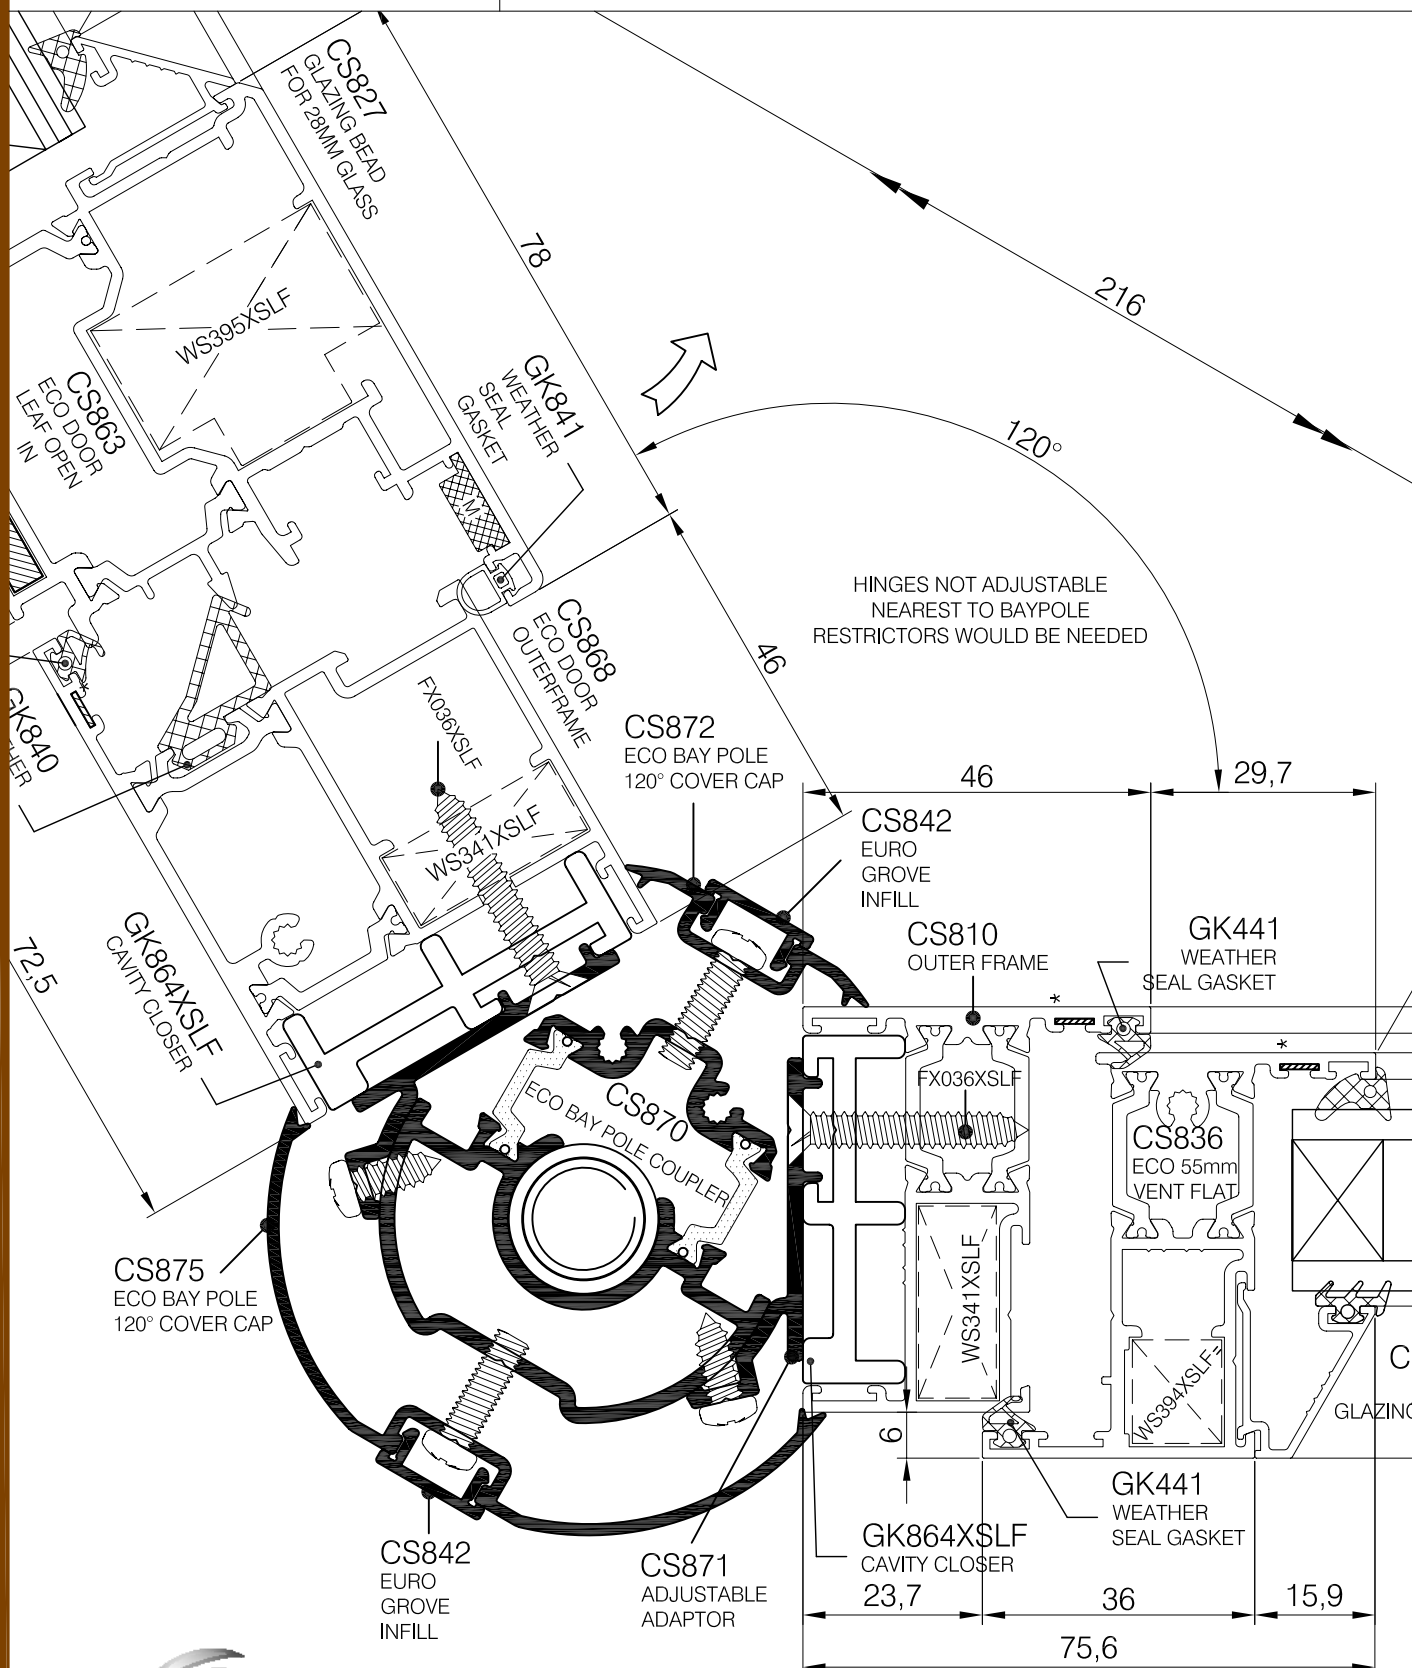 CS827
GLAZING BEAD
FOR 28MM GLASS
78
216
WS395XSLF
GK841
WEATHER
SEAL
GASKET
CS863
ECO DOOR
LEAF OPEN
IN
M
120°
HINGES NOT ADJUSTABLE
NEAREST TO BAYPOLE
RESTRICTORS WOULD BE NEEDED
CS868
ECO DOOR
OUTERFRAME
46
FX036XSLF
GK840
HER
*
CS872
ECO BAY POLE
120° COVER CAP
46
29,7
WS341XSLF
CS842
EURO
GROVE
INFILL
GK864XSLF
CAVITY CLOSER
72,5
CS810
OUTER FRAME
GK441
WEATHER
SEAL GASKET
*
*
FX036XSLF
CS870
ECO BAY POLE COUPLER
CS836
ECO 55mm
VENT FLAT
CS875
ECO BAY POLE
120° COVER CAP
WS341XSLF
WS394XSLF=
C
GLAZING
6
GK441
WEATHER
SEAL GASKET
CS842
EURO
GROVE
INFILL
CS871
ADJUSTABLE
ADAPTOR
GK864XSLF
CAVITY CLOSER
23,7
36
15,9
75,6